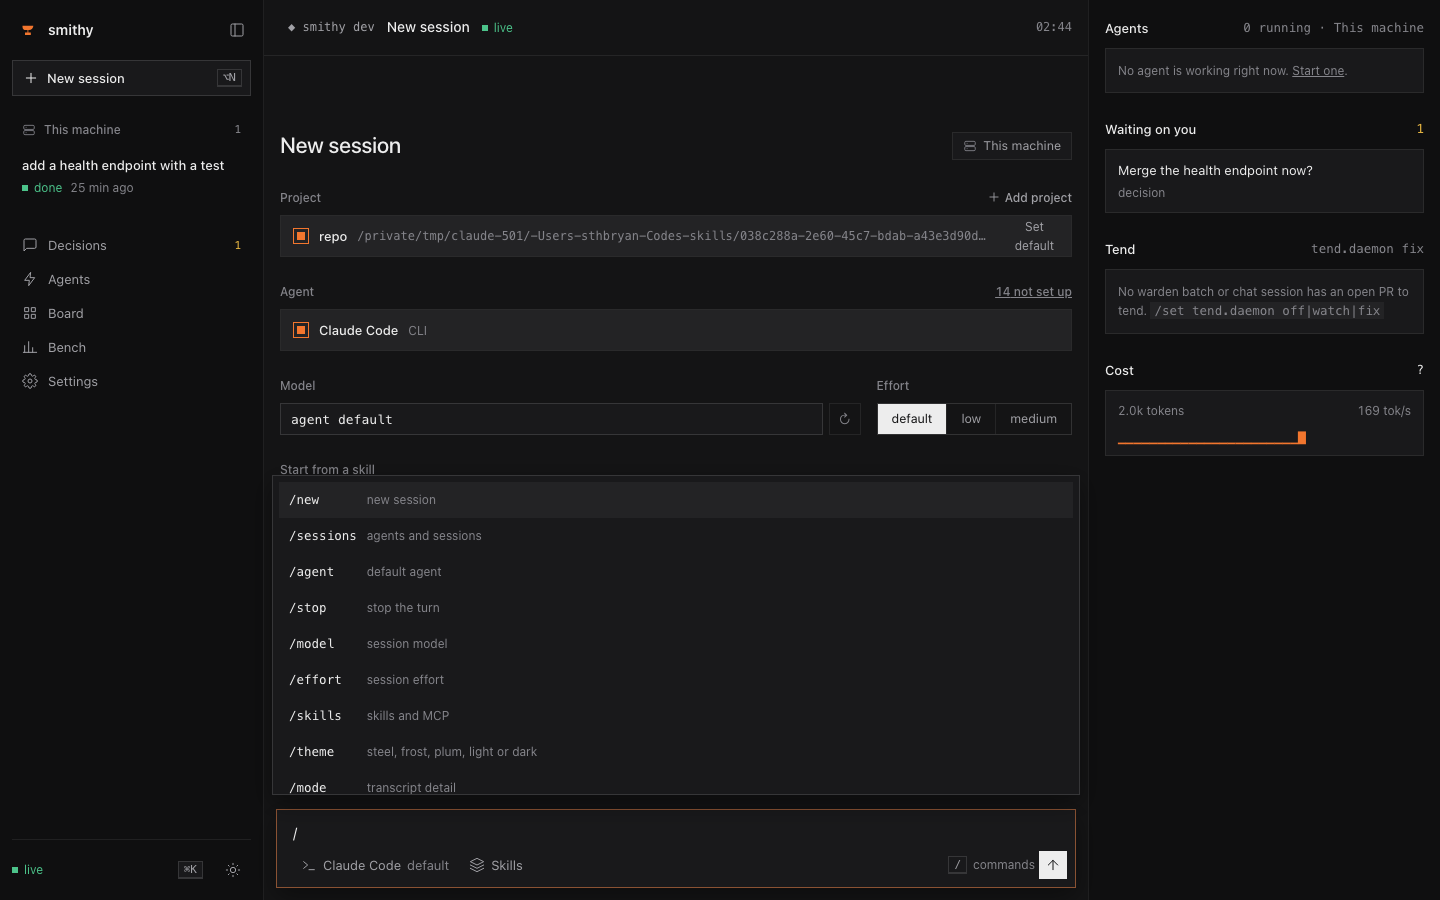 smithy
New session ⌥N
This machine 1
add a health endpoint with a test
done 25 min ago
Decisions 1
Agents
Board
Bench
Settings
live ⌘K
◆ smithy dev New session live 02:44
New session This machine
Project + Add project
repo /private/tmp/claude-501/-Users-sthbryan-Codes-skills/038c288a-2e60-45c7-bdab-a43e3d90d… Set default
Agent 14 not set up
Claude Code CLI
Model Effort
agent default default low medium
Start from a skill
/new new session
/sessions agents and sessions
/agent default agent
/stop stop the turn
/model session model
/effort session effort
/skills skills and MCP
/theme steel, frost, plum, light or dark
/mode transcript detail
/
Claude Code default Skills / commands
Agents 0 running · This machine
No agent is working right now. Start one.
Waiting on you 1
Merge the health endpoint now?
decision
Tend tend.daemon fix
No warden batch or chat session has an open PR to
tend. /set tend.daemon off|watch|fix
Cost ?
2.0k tokens 169 tok/s